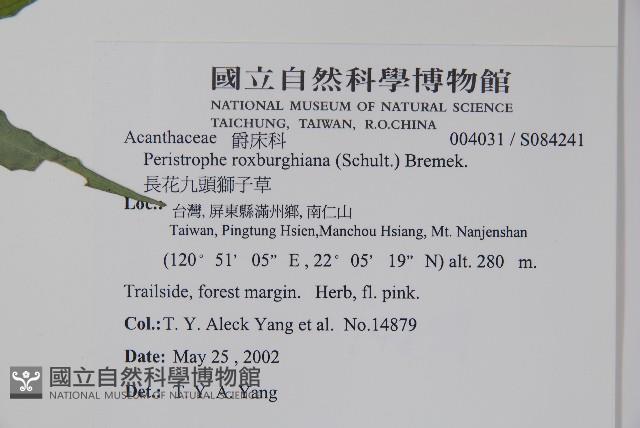 國立自然科學博物館
NATIONAL MUSEUM OF NATURAL SCIENCE
TAICHUNG, TAIWAN, R.O.CHINA
Acanthaceae 爵床科 004031 / S084241
Peristrophe roxburghiana (Schult.) Bremek.
長花九頭獅子草
Loc.: 台灣, 屏東縣滿州鄉, 南仁山
Taiwan, Pingtung Hsien,Manchou Hsiang, Mt. Nanjenshan
(120° 51' 05" E , 22° 05' 19" N) alt. 280 m.
Trailside, forest margin. Herb, fl. pink.
Col.: T. Y. Aleck Yang et al. No.14879
Date: May 25 , 2002
國立自然科學博物館
NATIONAL MUSEUM OF NATURAL SCIENCE
Det.: T. Y. A. Yang